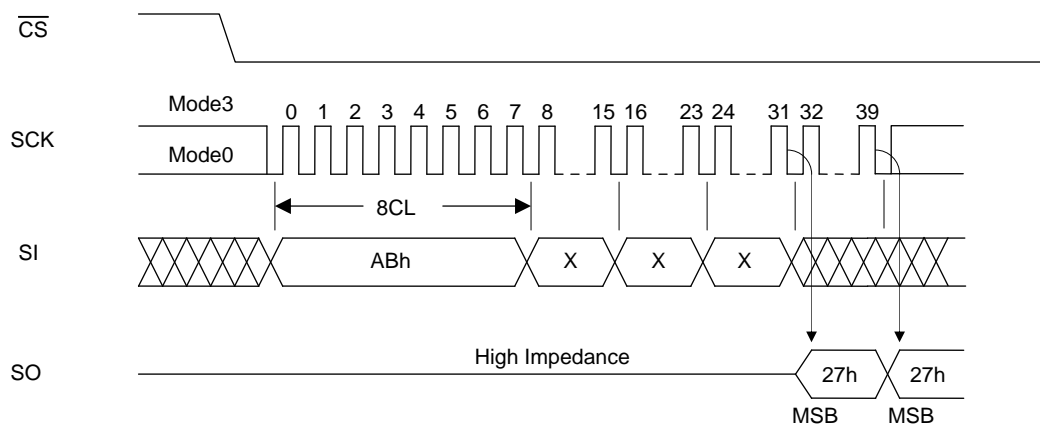 CS
Mode3
0 1 2 3 4 5 6 7 8 15 16 23 24 31 32 39
SCK
Mode0
8CL
SI
ABh X X X
High Impedance
SO
27h 27h
MSB MSB